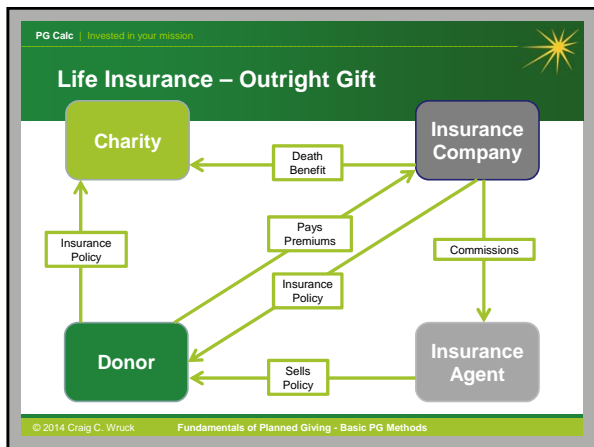 PG Calc | Invested in your mission
Life Insurance – Outright Gift
Charity
Insurance
Company
Death
Benefit
Pays
Premiums
Insurance
Policy
Commissions
Insurance
Policy
Donor
Insurance
Agent
Sells
Policy
© 2014 Craig C. Wruck Fundamentals of Planned Giving - Basic PG Methods